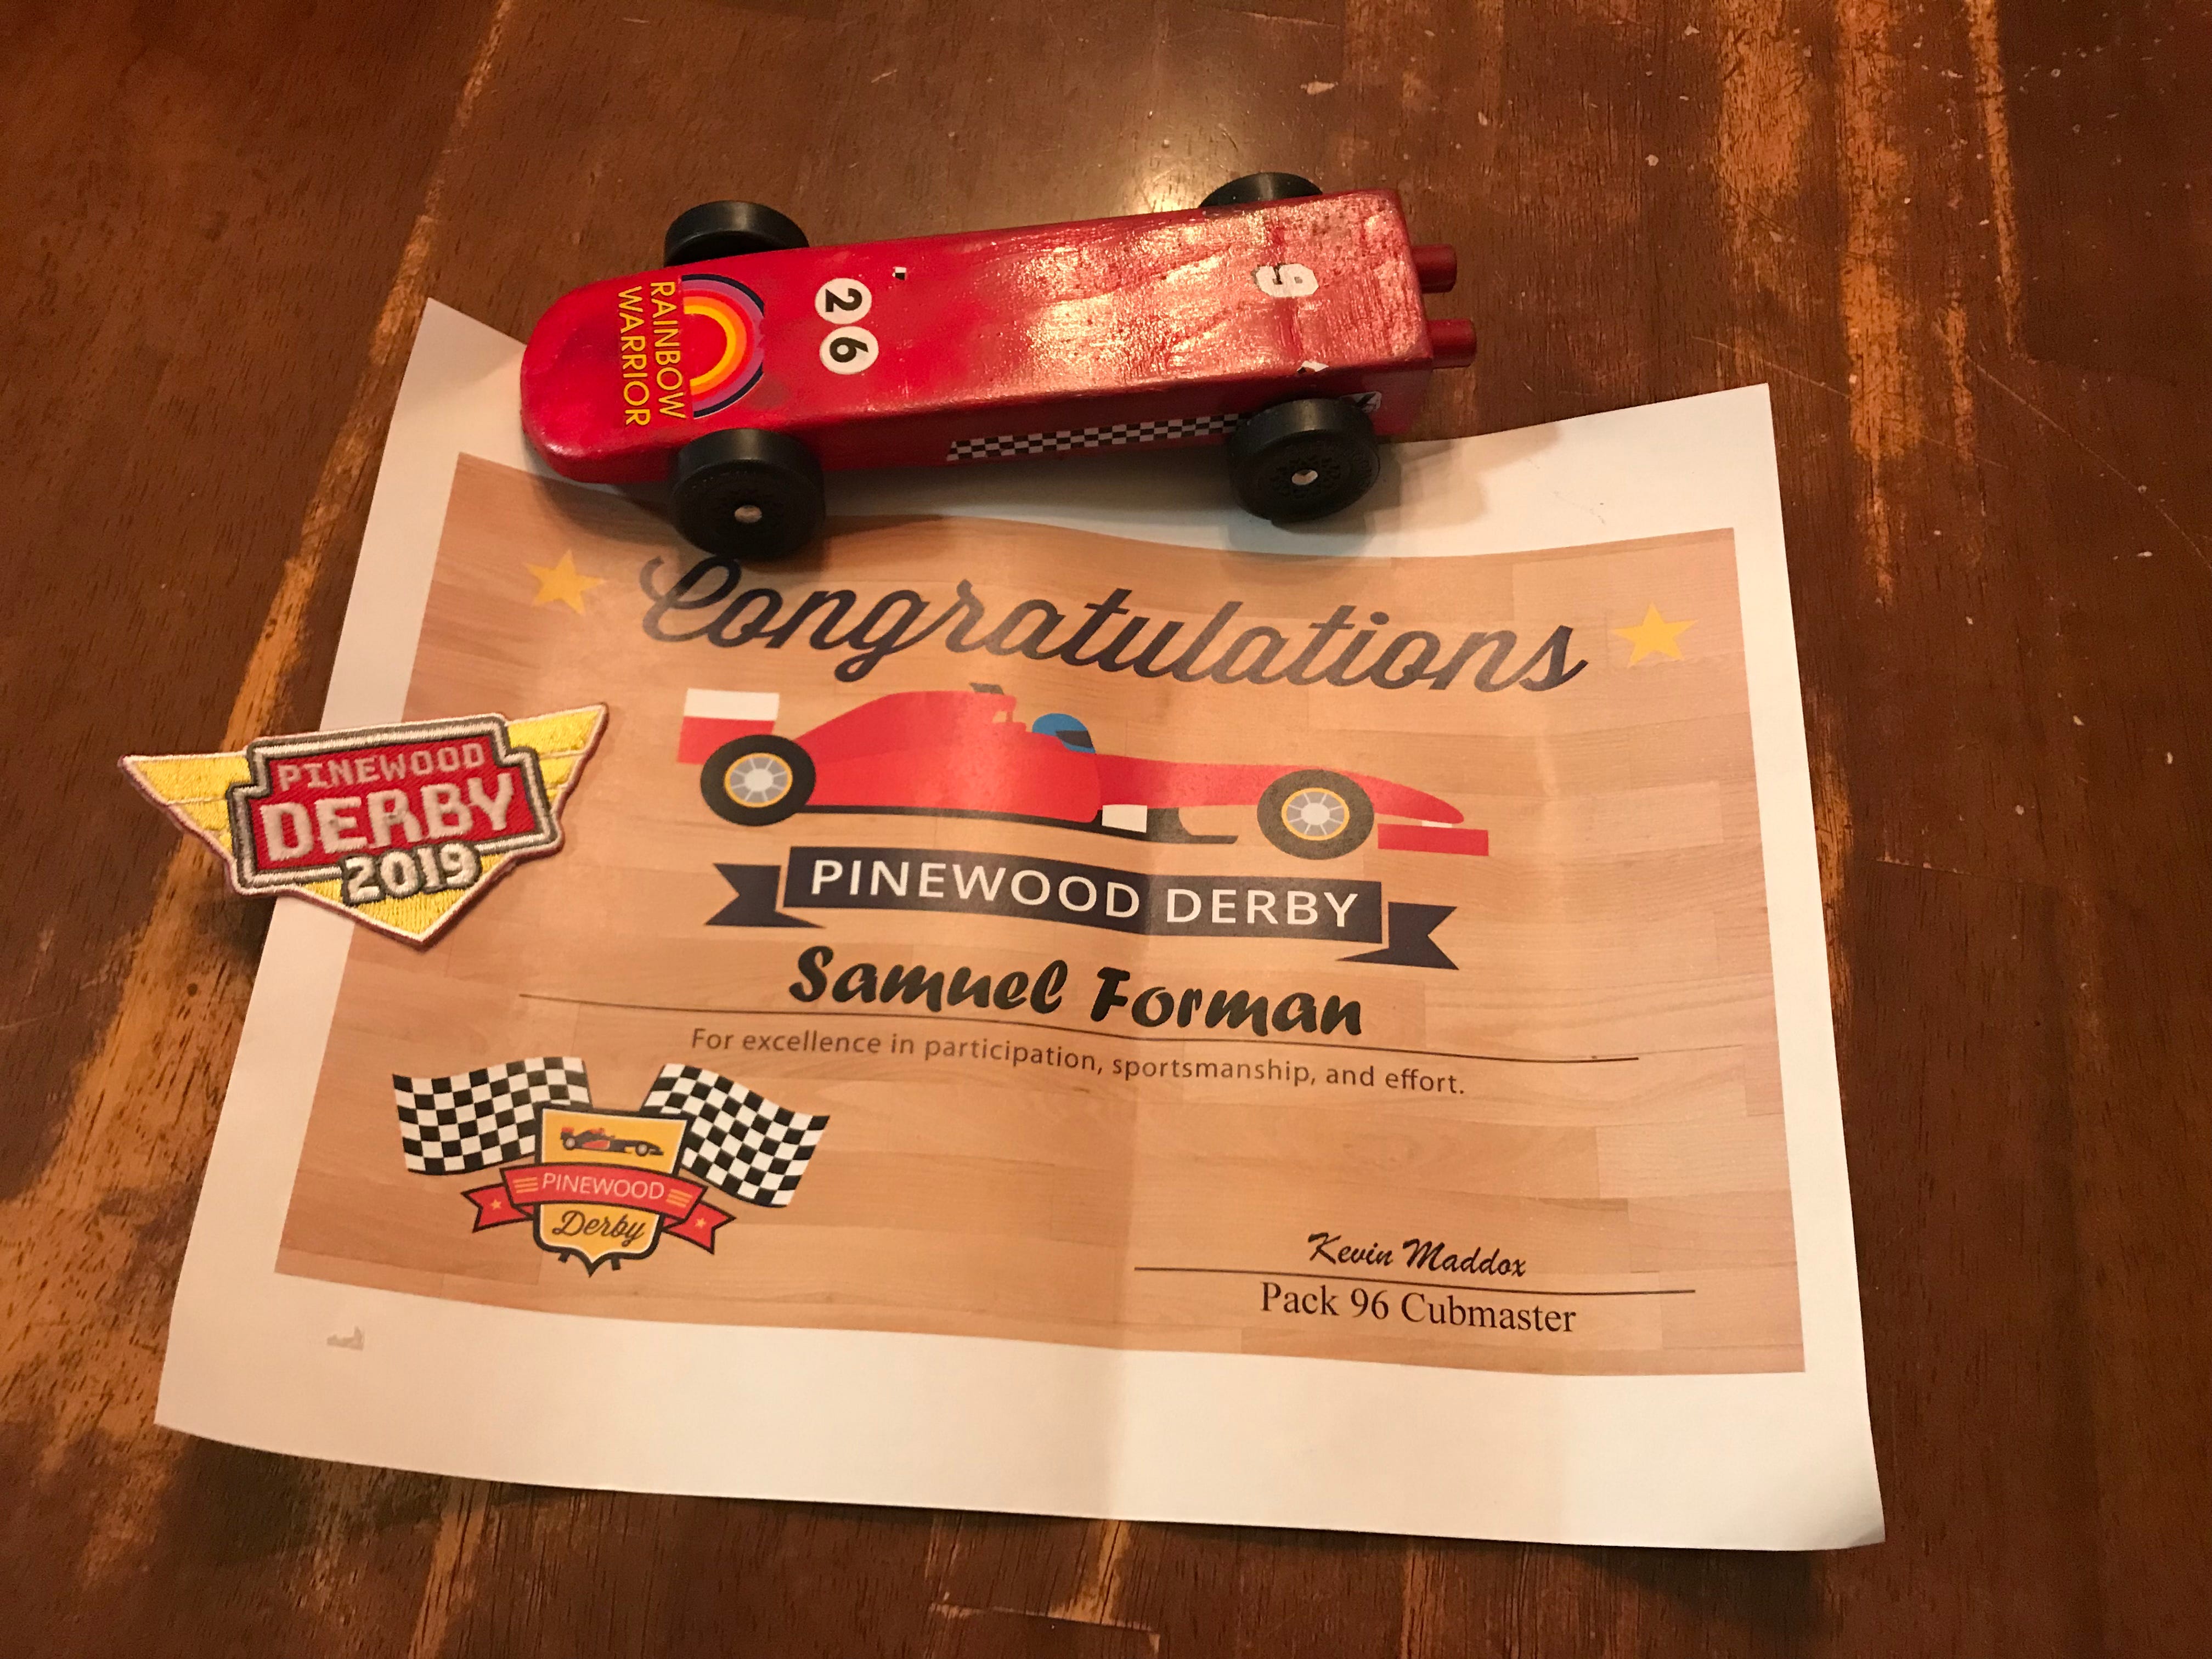 RAINBOW
WARRIOR
26
9
Congratulations
PINEWOOD
DERBY
2019
PINEWOOD DERBY
Samuel Forman
For excellence in participation, sportsmanship, and effort.
PINEWOOD
Derby
Kevin Maddox
Pack 96 Cubmaster